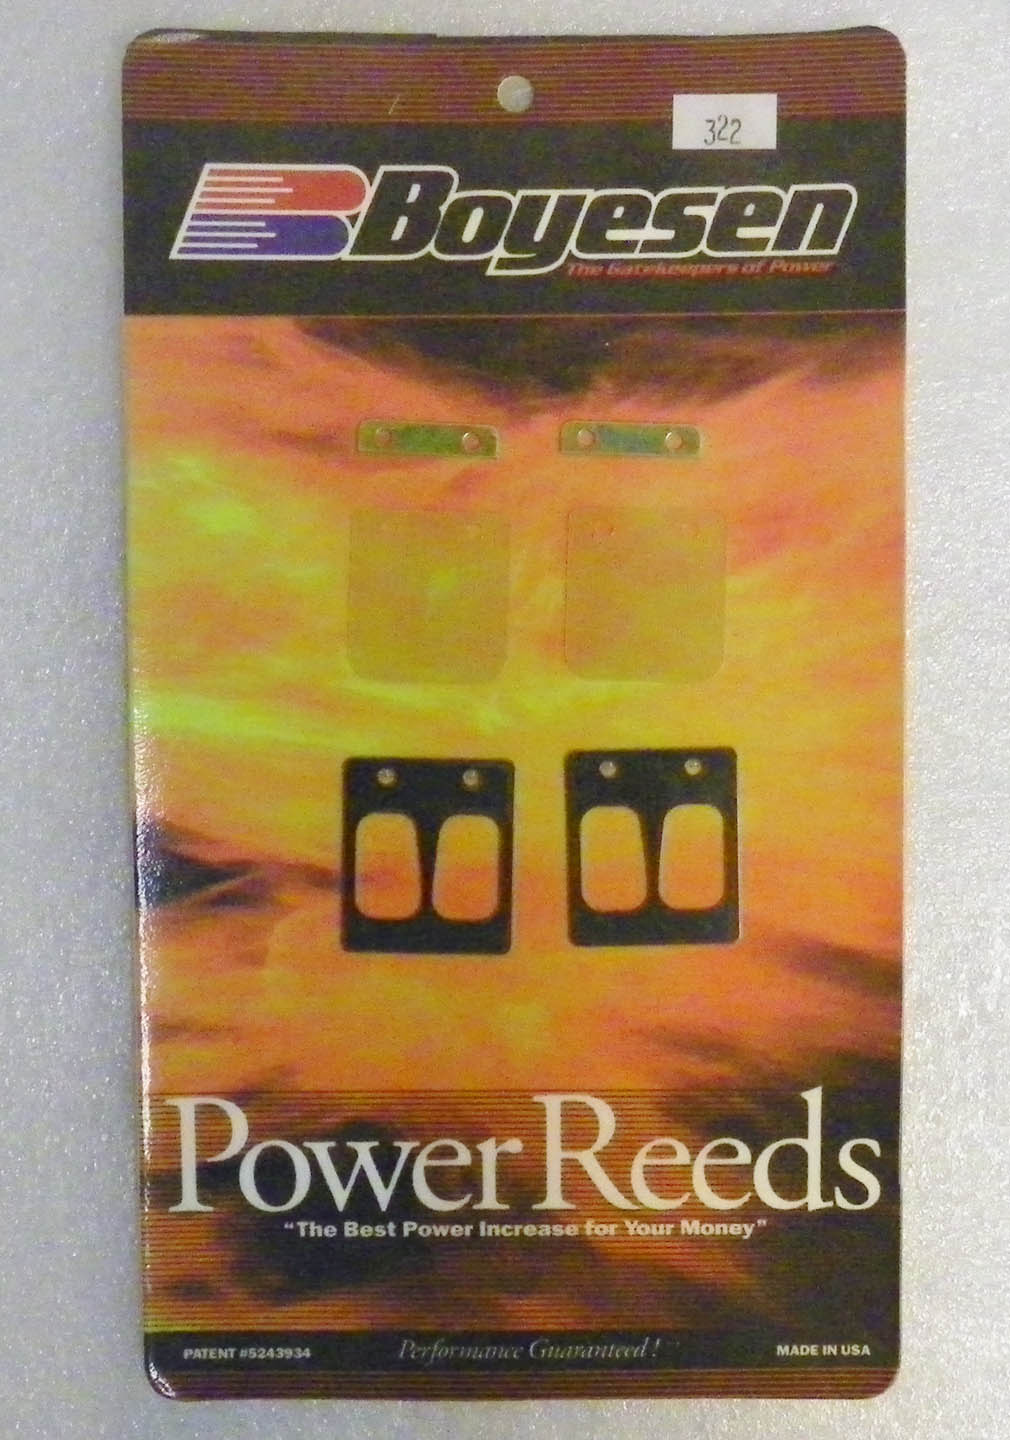 322
Boyesen
The Gatekeepers of Power
Power Reeds
"The Best Power Increase for Your Money"
PATENT #5243934 Performance Guaranteed!™ MADE IN USA